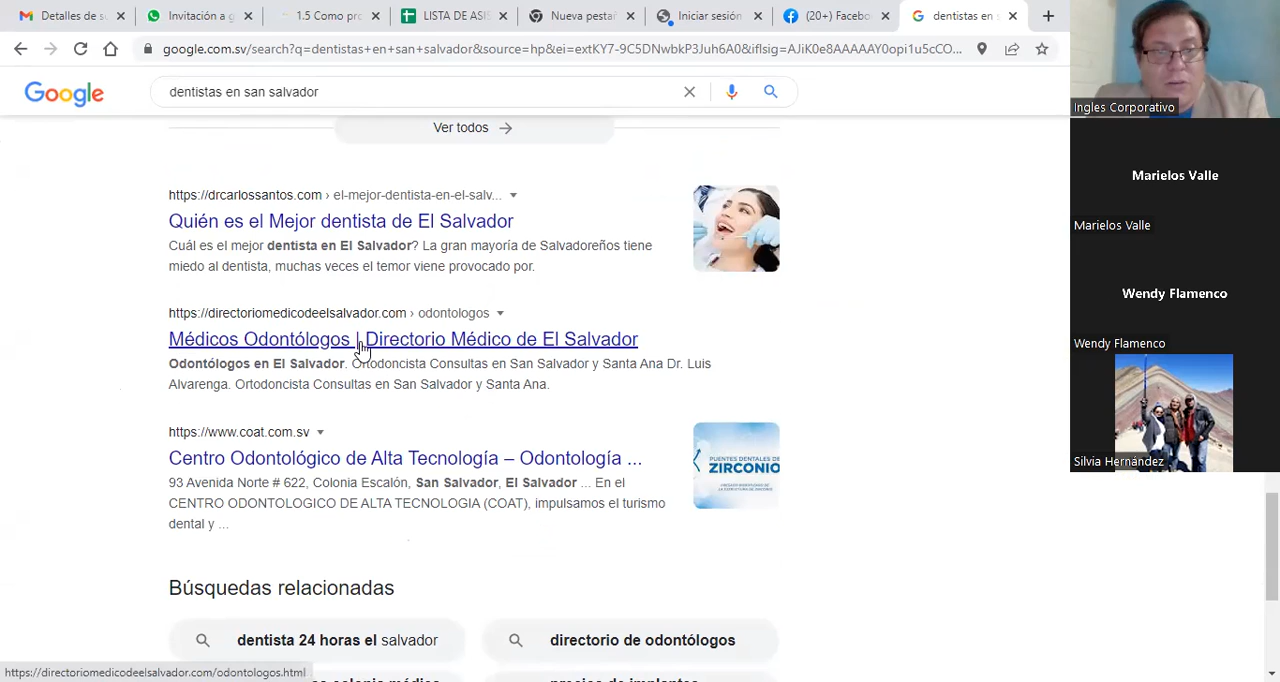 Detalles de su
Invitación a g
1.5 Como pre
LISTA DE ASIS
Nueva pestañ
Iniciar sesión
(20+) Facebo
dentistas en s
google.com.sv/search?q=dentistas+en+san+salvador&source=hp&ei=extKY7-9C5DNwbkP3Juh6A0&iflsig=AJiK0e8AAAAAY0opi1u5cCO...
Google
dentistas en san salvador
Ver todos
https://drcarlossantos.com › el-mejor-dentista-en-el-salv...
Quién es el Mejor dentista de El Salvador
Cuál es el mejor dentista en El Salvador? La gran mayoría de Salvadoreños tiene
miedo al dentista, muchas veces el temor viene provocado por.
https://directoriomedicodeelsalvador.com › odontologos
Médicos Odontólogos | Directorio Médico de El Salvador
Odontólogos en El Salvador. Ortodoncista Consultas en San Salvador y Santa Ana Dr. Luis
Alvarenga. Ortodoncista Consultas en San Salvador y Santa Ana.
https://www.coat.com.sv
Centro Odontológico de Alta Tecnología – Odontología ...
93 Avenida Norte # 622, Colonia Escalón, San Salvador, El Salvador ... En el
CENTRO ODONTOLOGICO DE ALTA TECNOLOGIA (COAT), impulsamos el turismo
dental y ...
PUENTES DENTALES DE
ZIRCONIO
Búsquedas relacionadas
dentista 24 horas el salvador
directorio de odontólogos
https://directoriomedicodeelsalvador.com/odontologos.html
Ingles Corporativo
Marielos Valle
Marielos Valle
Wendy Flamenco
Wendy Flamenco
Silvia Hernández